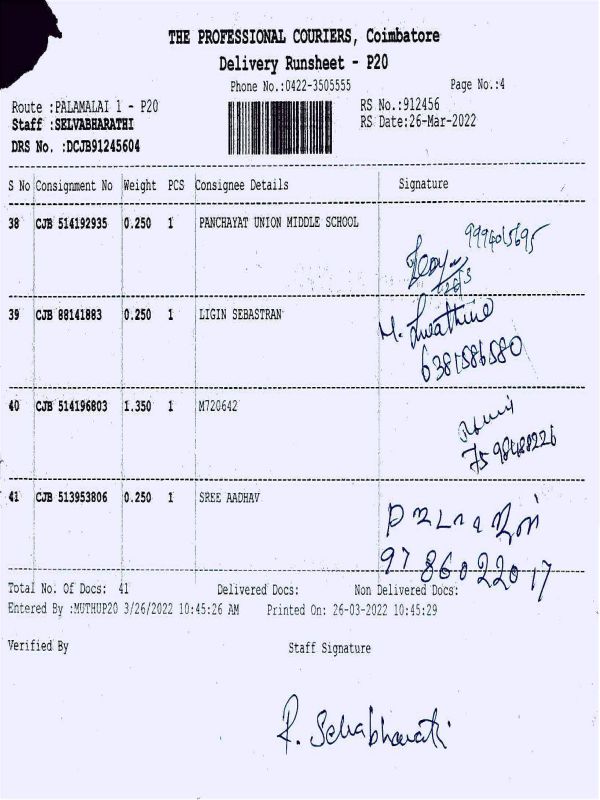 THE PROFESSIONAL COURIERS, Coimbatore
Delivery Runsheet - P20
Phone No.:0422-3505555 Page No.:4
Route :PALAMALAI 1 - P20 RS No.:912456
Staff :SELVABHARATHI RS Date:26-Mar-2022
DRS No. :DCJB91245604
S No Consignment No Weight PCS Consignee Details Signature
38 CJB 514192935 0.250 1 PANCHAYAT UNION MIDDLE SCHOOL
9994015695
39 CJB 88141883 0.250 1 LIGIN SEBASTRAN
M. Swathine
6381586580
40 CJB 514196803 1.350 1 M720642
7598488226
41 CJB 513953806 0.250 1 SREE AADHAV
9786022017
Total No. Of Docs: 41 Delivered Docs: Non Delivered Docs:
Entered By :MUTHUP20 3/26/2022 10:45:26 AM Printed On: 26-03-2022 10:45:29
Verified By Staff Signature
R. Selvabharathi